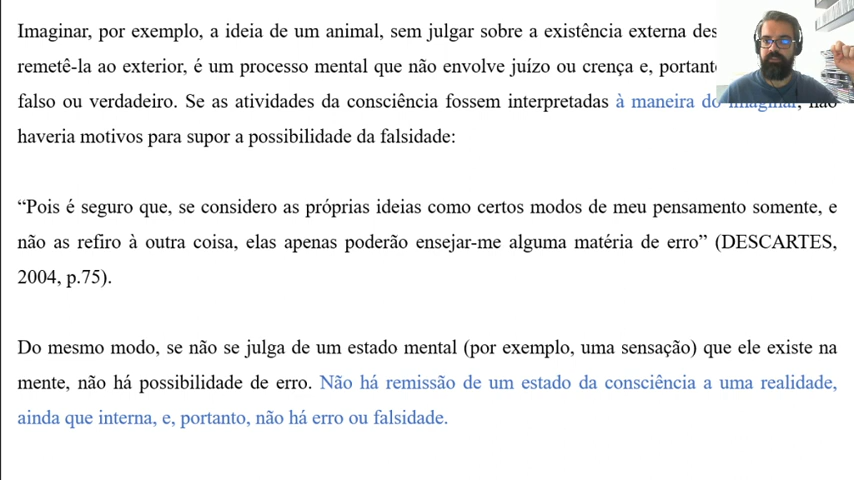 Imaginar, por exemplo, a ideia de um animal, sem julgar sobre a existência externa des
remetê-la ao exterior, é um processo mental que não envolve juízo ou crença e,
falso ou verdadeiro. Se as atividades da consciência fossem interpretadas à maneira do imaginar, não
haveria motivos para supor a possibilidade da falsidade:
“Pois é seguro que, se considero as próprias ideias como certos modos de meu pensamento somente, e
não as refiro à outra coisa, elas apenas poderão ensejar-me alguma matéria de erro” (DESCARTES,
2004, p.75).
Do mesmo modo, se não se julga de um estado mental (por exemplo, uma sensação) que ele existe na
mente, não há possibilidade de erro. Não há remissão de um estado da consciência a uma realidade,
ainda que interna, e, portanto, não há erro ou falsidade.